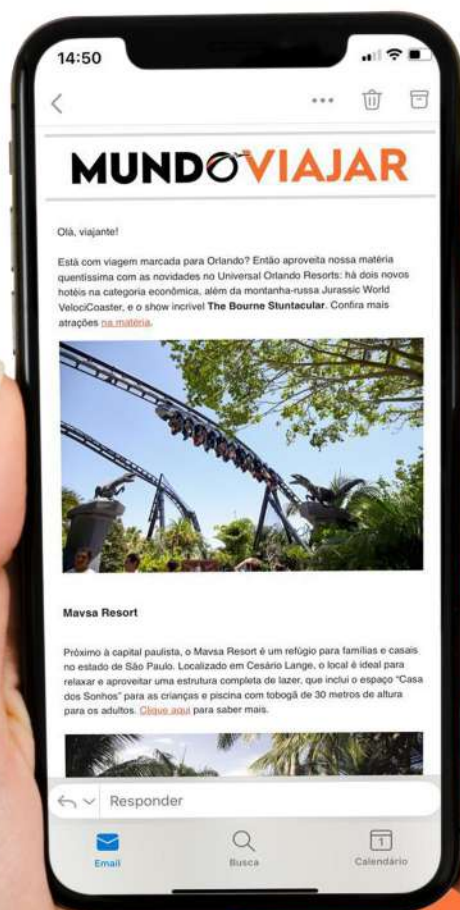 14:50
MUNDOVIAJAR
Olá, viajante!
Está com viagem marcada para Orlando? Então aproveita nossa matéria
quentíssima com as novidades no Universal Orlando Resorts: há dois novos
hotéis na categoria econômica, além da montanha-russa Jurassic World
VelociCoaster, e o show incrível The Bourne Stuntacular. Confira mais
atrações na matéria.
Mavsa Resort
Próximo à capital paulista, o Mavsa Resort é um refúgio para famílias e casais
no estado de São Paulo. Localizado em Cesário Lange, o local é ideal para
relaxar e aproveitar uma estrutura completa de lazer, que inclui o espaço “Casa
dos Sonhos” para as crianças e piscina com tobogã de 30 metros de altura
para os adultos. Clique aqui para saber mais.
Responder
1
Email
Busca
Calendário